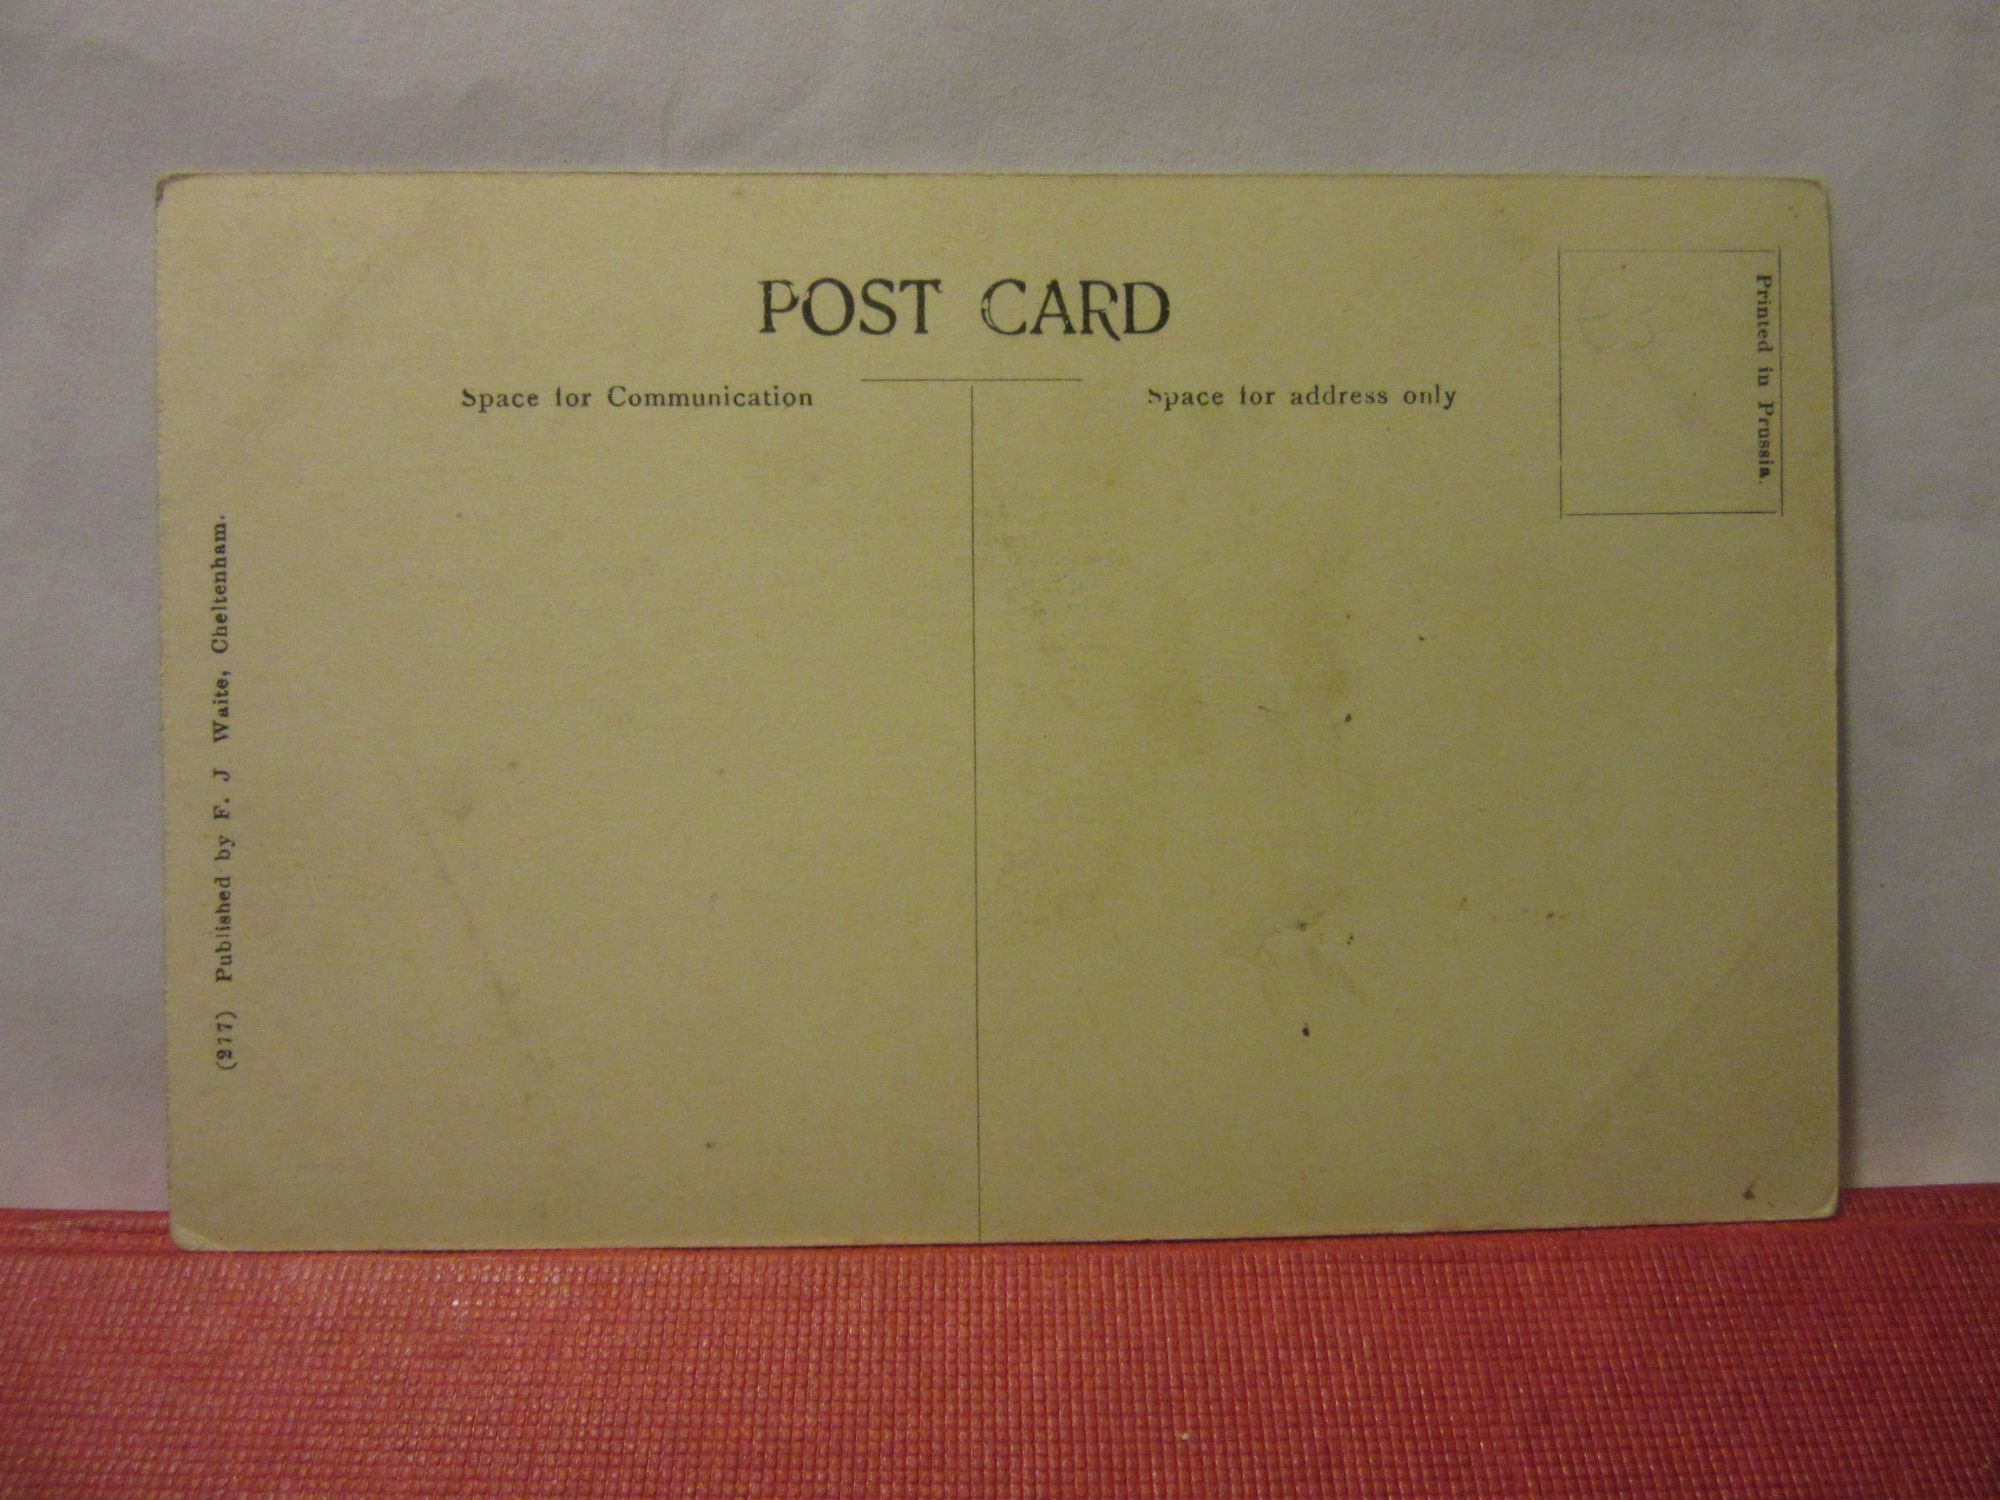 POST CARD
Space for Communication
Space for address only
Printed in Prussia.
(277) Published by F. J Waite, Cheltenham.